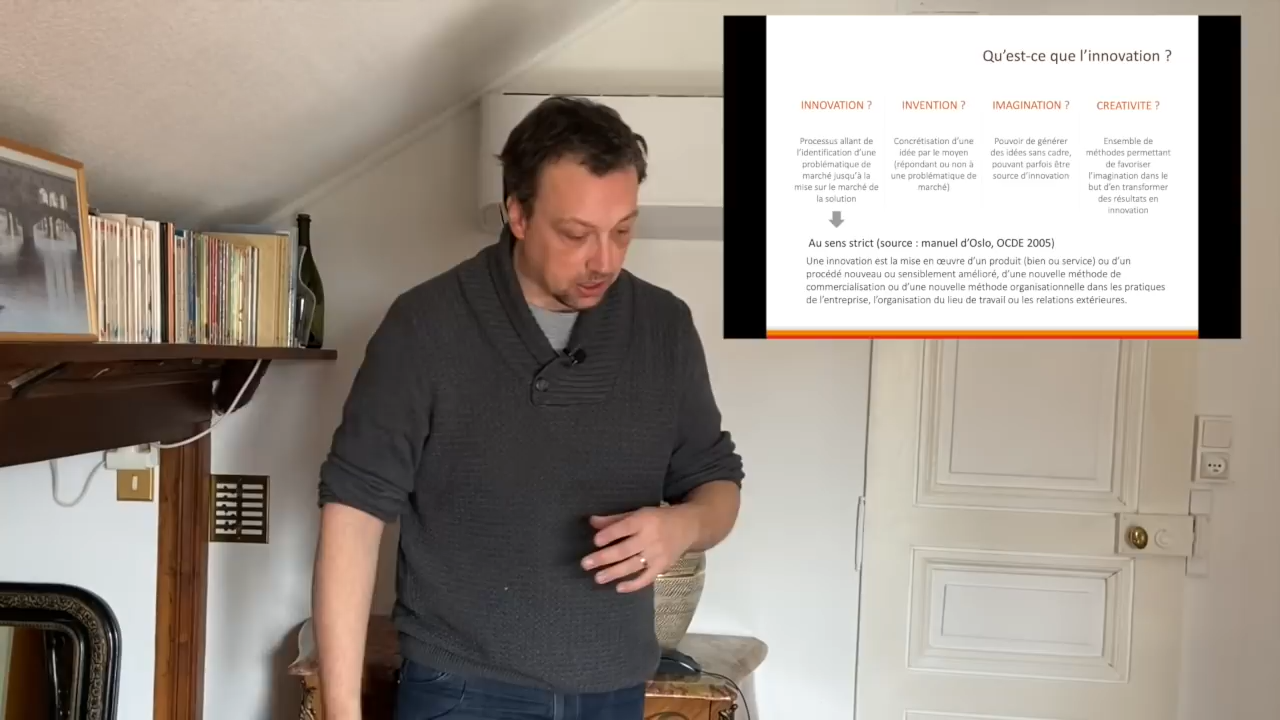 Qu'est-ce que l'innovation ?
INNOVATION ?
Processus allant de
l'identification d'une
problématique de
marché jusqu'à la
mise sur le marché de
la solution
INVENTION ?
Concrétisation d'une
idée par le moyen
(répondant ou non à
une problématique de
marché)
IMAGINATION ?
Pouvoir de générer
des idées sans cadre,
pouvant parfois être
source d'innovation
CREATIVITE ?
Ensemble de
méthodes permettant
de favoriser
l'imagination dans le
but d'en transformer
des résultats en
innovation
Au sens strict (source : manuel d'Oslo, OCDE 2005)
Une innovation est la mise en œuvre d'un produit (bien ou service) ou d'un
procédé nouveau ou sensiblement amélioré, d'une nouvelle méthode de
commercialisation ou d'une nouvelle méthode organisationnelle dans les pratiques
de l'entreprise, l'organisation du lieu de travail ou les relations extérieures.